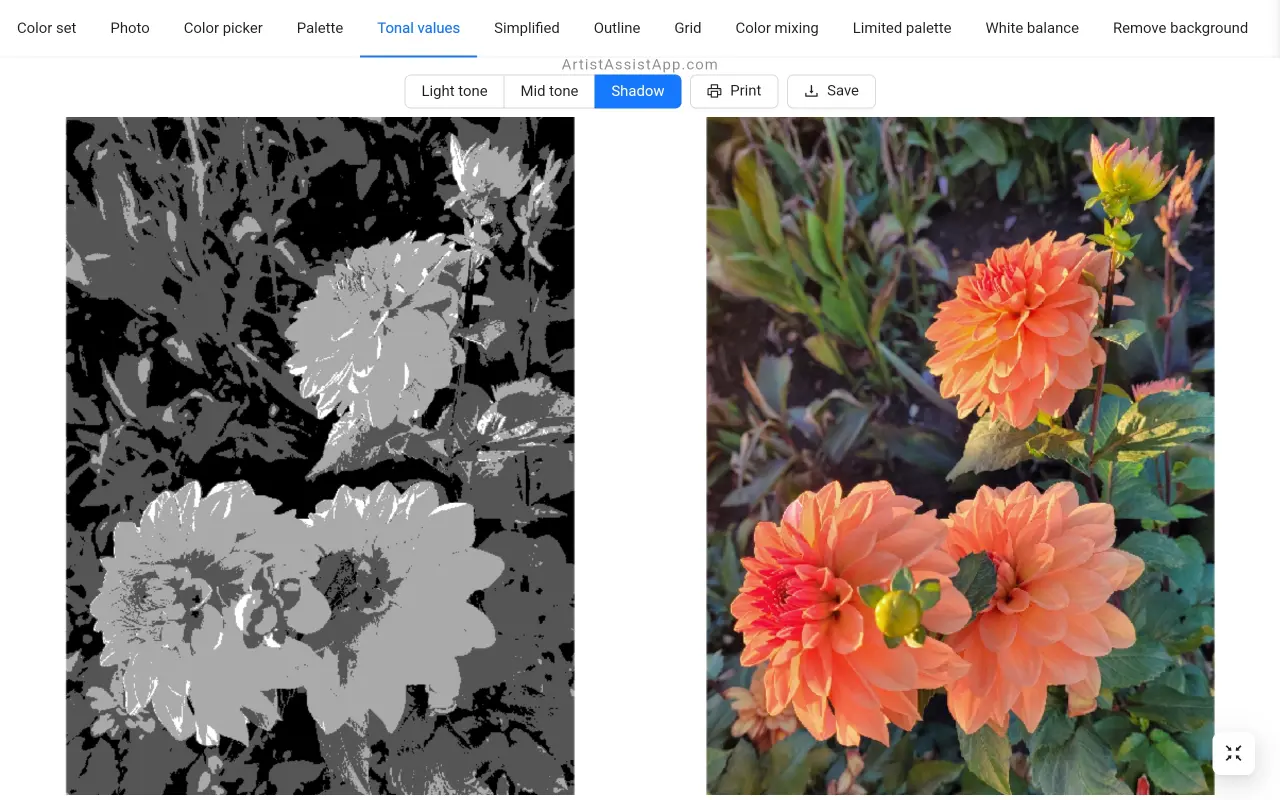 Color set Photo Color picker Palette Tonal values Simplified Outline Grid Color mixing Limited palette White balance Remove background
ArtistAssistApp.com
Light tone Mid tone Shadow Print Save